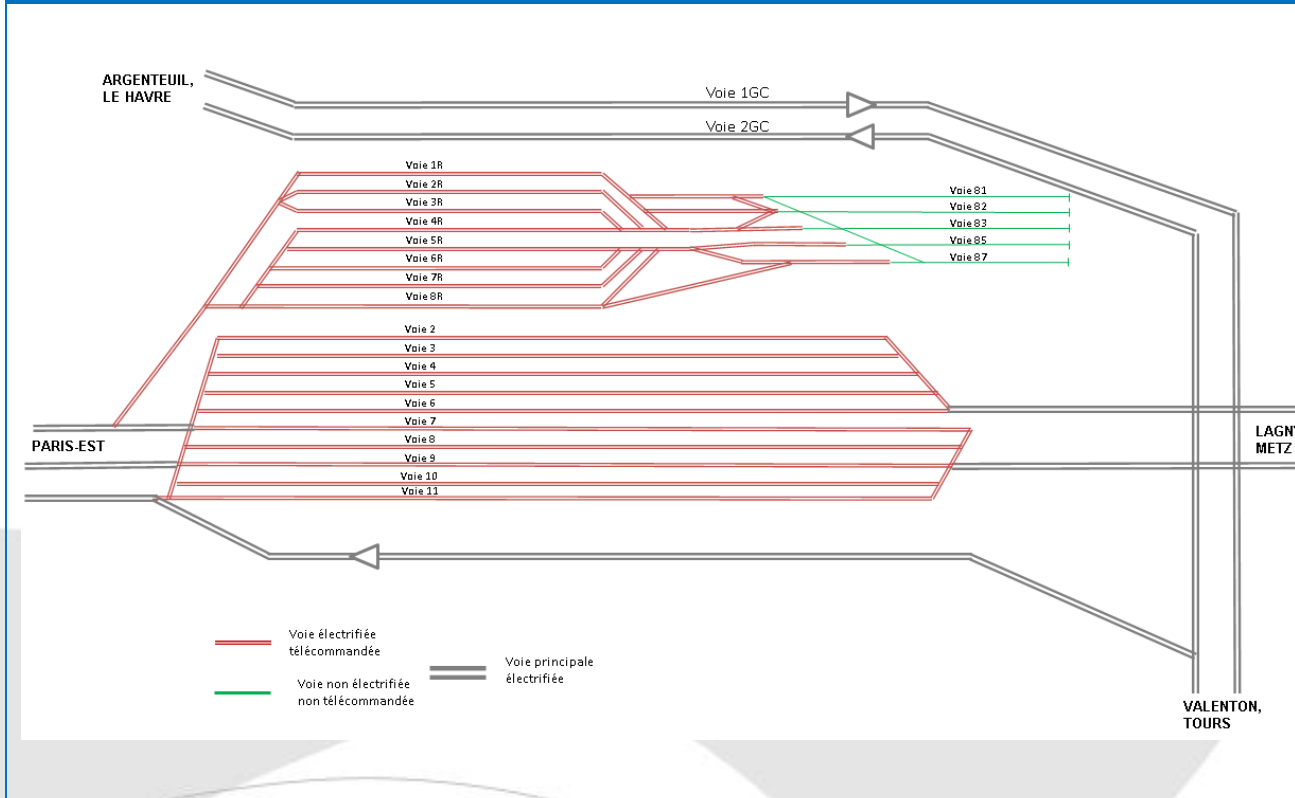 ARGENTEUIL,
LE HAVRE
Voie 1GC
Voie 2GC
Voie 1R
Voie 2R
Voie 3R
Voie 4R
Voie 5R
Voie 6R
Voie 7R
Voie 8R
Voie 81
Voie 82
Voie 83
Voie 85
Voie 87
Voie 2
Voie 3
Voie 4
Voie 5
Voie 6
Voie 7
Voie 8
Voie 9
Voie 10
Voie 11
PARIS-EST
LAGNY
METZ
Voie électrifiée
télécommandée
Voie non électrifiée
non télécommandée
Voie principale
électrifiée
VALENTON,
TOURS